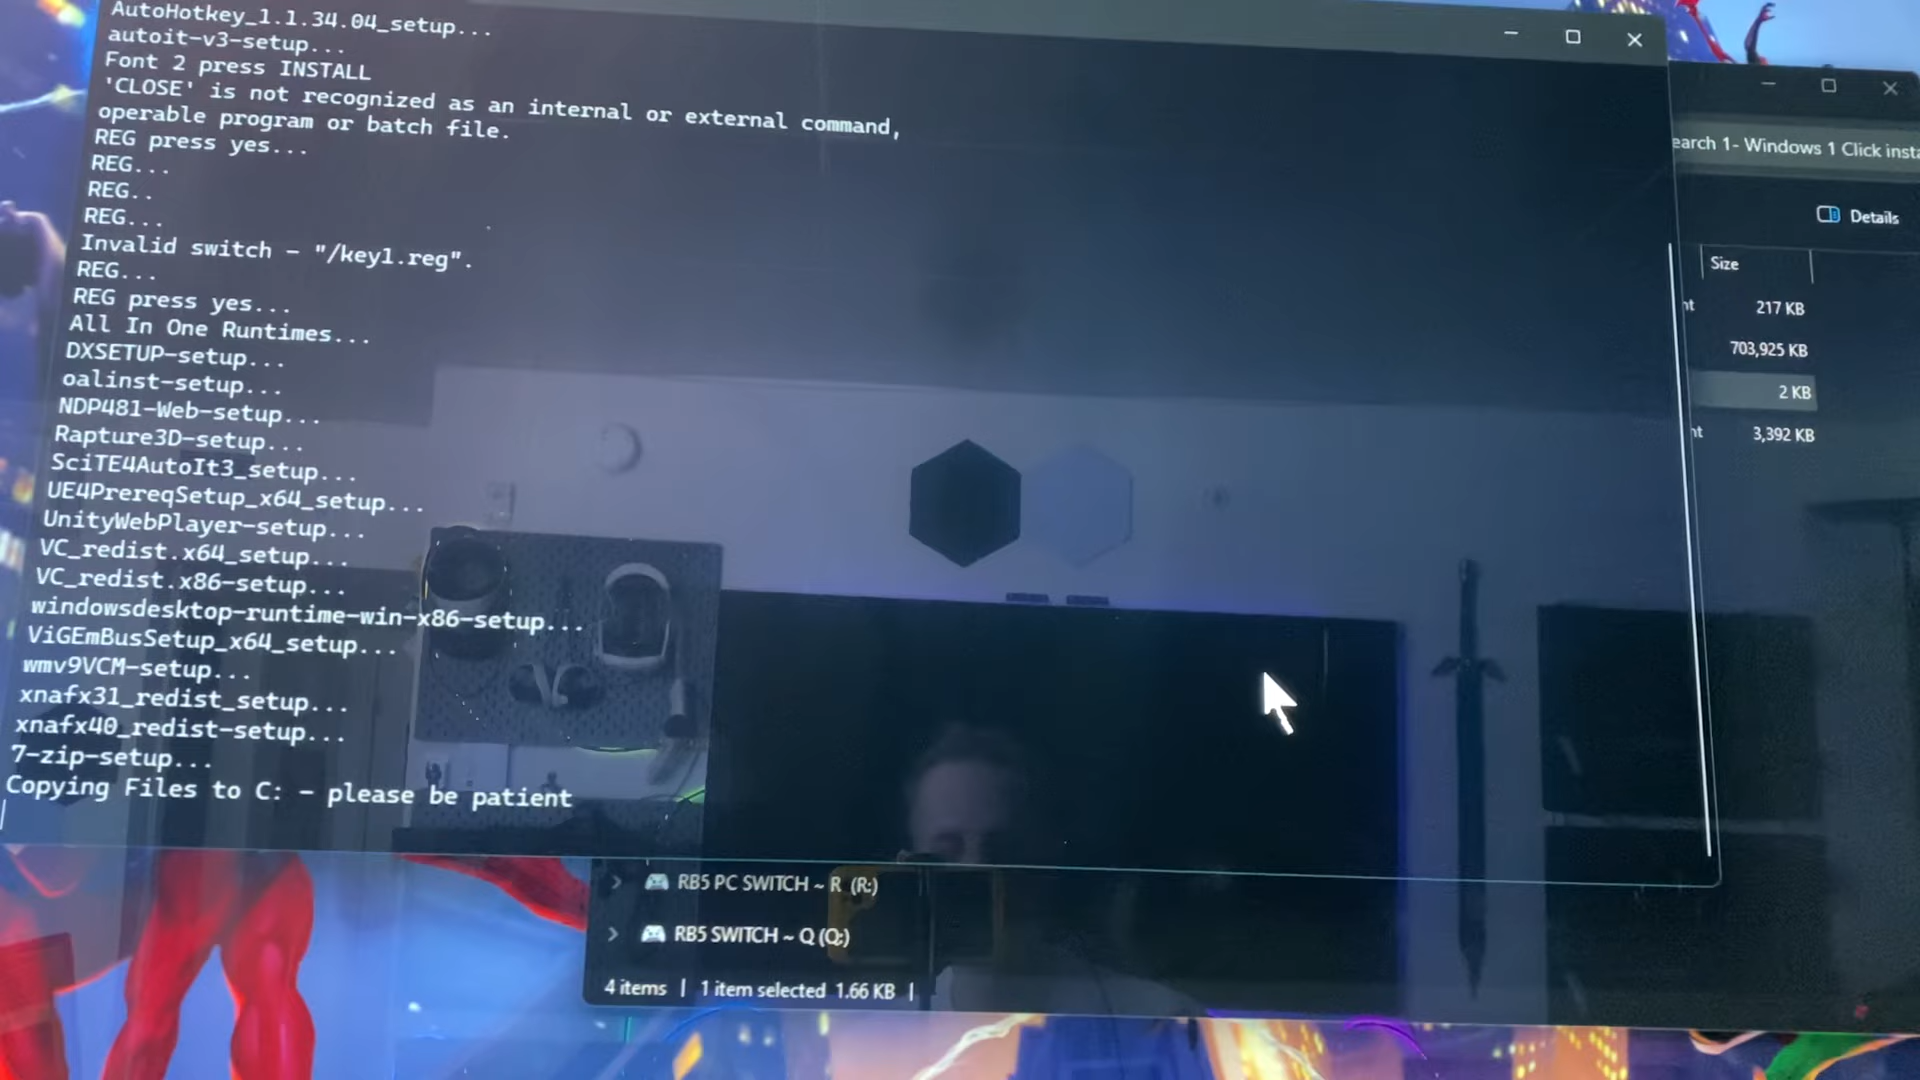 AutoHotkey_1.1.34.04_setup...
autoit-v3-setup...
Font 2 press INSTALL
'CLOSE' is not recognized as an internal or external command,
operable program or batch file.
REG press yes...
REG...
REG..
REG...
Invalid switch - "/key1.reg".
REG...
REG press yes...
All In One Runtimes...
DXSETUP-setup...
oalinst-setup...
NDP481-Web-setup...
Rapture3D-setup...
SciTE4AutoIt3_setup...
UE4PrereqSetup_x64_setup...
UnityWebPlayer-setup...
VC_redist.x64_setup...
VC_redist.x86-setup...
windowsdesktop-runtime-win-x86-setup...
ViGEmBusSetup_x64_setup...
wmv9VCM-setup...
xnafx31_redist_setup...
xnafx40_redist-setup...
7-zip-setup...
Copying Files to C: - please be patient
earch 1- Windows 1 Click insta
Details
Size
nt 217 KB
703,925 KB
2 KB
nt 3,392 KB
RB5 PC SWITCH ~ R (R:)
RB5 SWITCH ~ Q (Q:)
4 items | 1 item selected 1.66 KB |